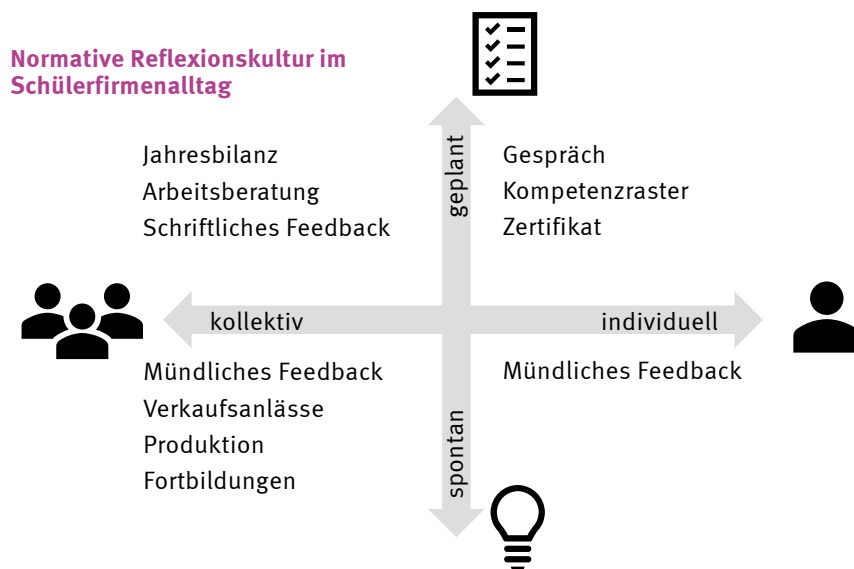 Normative Reflexionskultur im
Schülerfirmenalltag
geplant
Jahresbilanz
Arbeitsberatung
Schriftliches Feedback
Gespräch
Kompetenzraster
Zertifikat
kollektiv
individuell
Mündliches Feedback
Verkaufsanlässe
Produktion
Fortbildungen
Mündliches Feedback
spontan